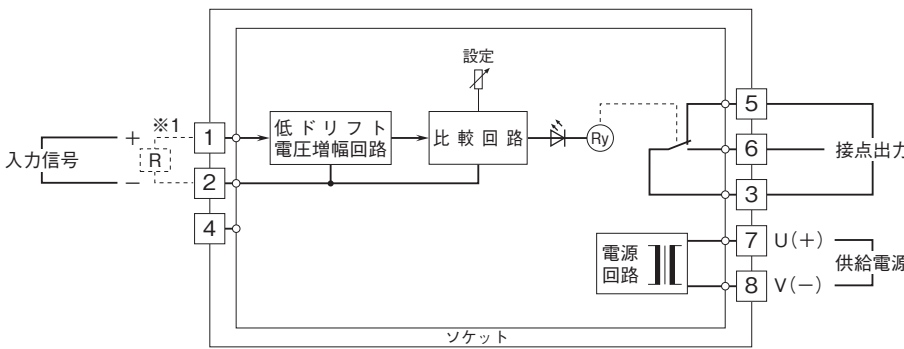 設定
※1
入力信号
+
R
−
1
2
4
低ドリフト
電圧増幅回路
比較回路
Ry
5
6
3
接点出力
電源
回路
7
8
U(+)
V(−)
供給電源
ソケット